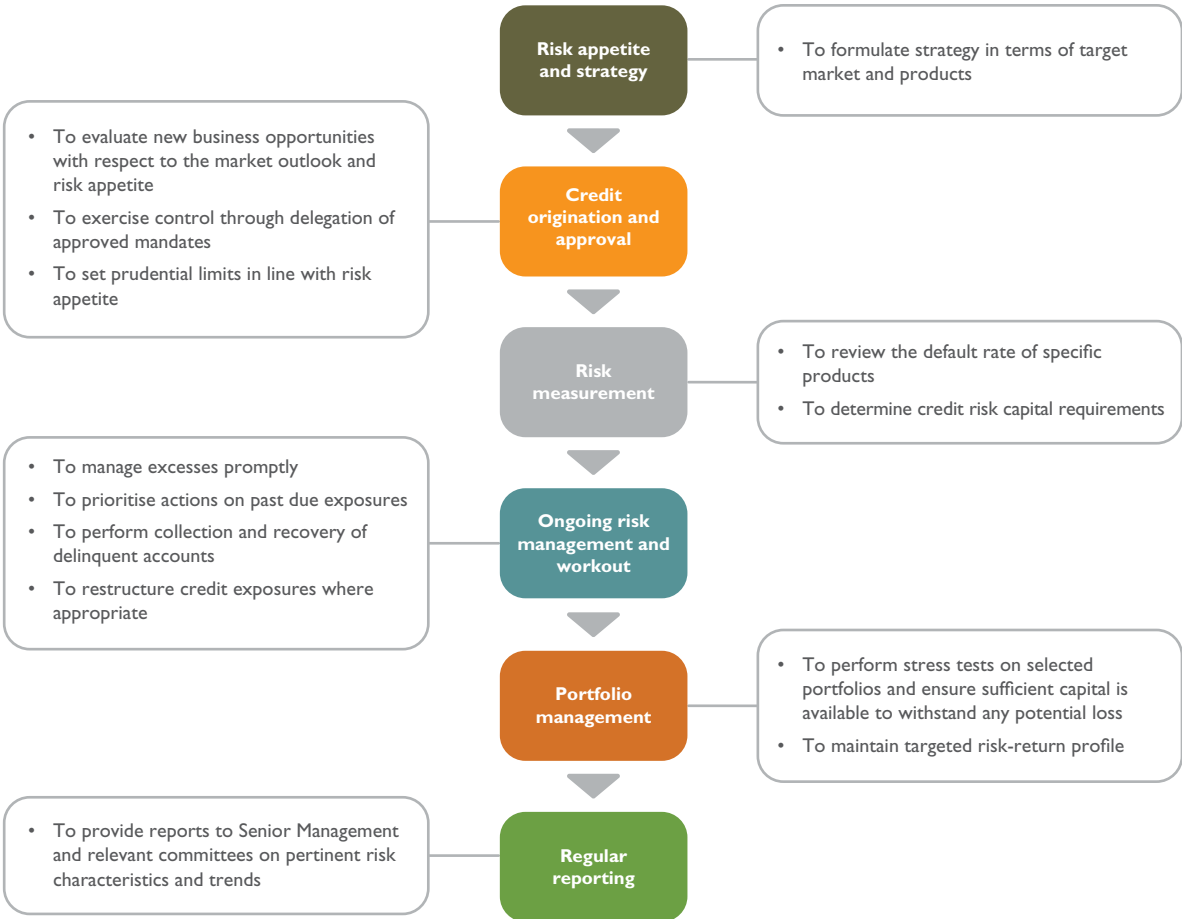 Risk appetite
and strategy
• To formulate strategy in terms of target
market and products
• To evaluate new business opportunities
with respect to the market outlook and
risk appetite
• To exercise control through delegation of
approved mandates
• To set prudential limits in line with risk
appetite
Credit
origination and
approval
Risk
measurement
• To review the default rate of specific
products
• To determine credit risk capital requirements
• To manage excesses promptly
• To prioritise actions on past due exposures
• To perform collection and recovery of
delinquent accounts
• To restructure credit exposures where
appropriate
Ongoing risk
management and
workout
Portfolio
management
• To perform stress tests on selected
portfolios and ensure sufficient capital is
available to withstand any potential loss
• To maintain targeted risk-return profile
• To provide reports to Senior Management
and relevant committees on pertinent risk
characteristics and trends
Regular
reporting